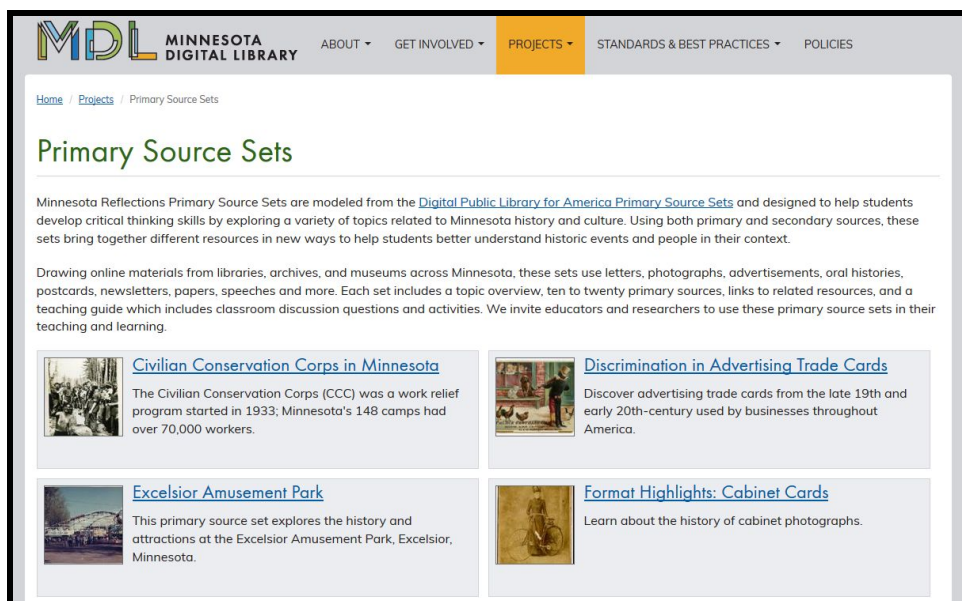 MDL MINNESOTA
DIGITAL LIBRARY
ABOUT GET INVOLVED PROJECTS STANDARDS & BEST PRACTICES POLICIES
Home / Projects / Primary Source Sets
Primary Source Sets
Minnesota Reflections Primary Source Sets are modeled from the Digital Public Library for America Primary Source Sets and designed to help students
develop critical thinking skills by exploring a variety of topics related to Minnesota history and culture. Using both primary and secondary sources, these
sets bring together different resources in new ways to help students better understand historic events and people in their context.
Drawing online materials from libraries, archives, and museums across Minnesota, these sets use letters, photographs, advertisements, oral histories,
postcards, newsletters, papers, speeches and more. Each set includes a topic overview, ten to twenty primary sources, links to related resources, and a
teaching guide which includes classroom discussion questions and activities. We invite educators and researchers to use these primary source sets in their
teaching and learning.
Civilian Conservation Corps in Minnesota
The Civilian Conservation Corps (CCC) was a work relief
program started in 1933; Minnesota's 148 camps had
over 70,000 workers.
Discrimination in Advertising Trade Cards
Discover advertising trade cards from the late 19th and
early 20th-century used by businesses throughout
America.
Excelsior Amusement Park
This primary source set explores the history and
attractions at the Excelsior Amusement Park, Excelsior,
Minnesota.
Format Highlights: Cabinet Cards
Learn about the history of cabinet photographs.